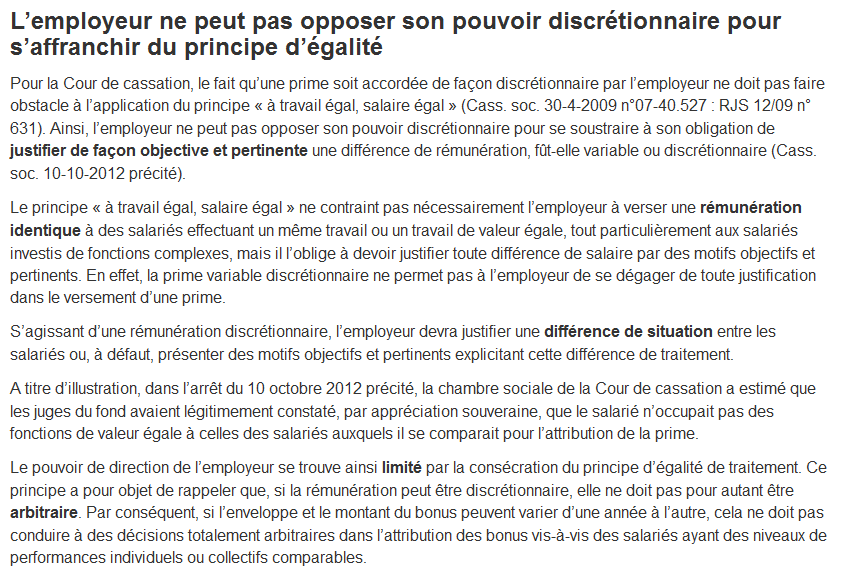 L’employeur ne peut pas opposer son pouvoir discrétionnaire pour
s’affranchir du principe d’égalité
Pour la Cour de cassation, le fait qu’une prime soit accordée de façon discrétionnaire par l’employeur ne doit pas faire
obstacle à l’application du principe « à travail égal, salaire égal » (Cass. soc. 30-4-2009 n°07-40.527 : RJS 12/09 n°
631). Ainsi, l’employeur ne peut pas opposer son pouvoir discrétionnaire pour se soustraire à son obligation de
justifier de façon objective et pertinente une différence de rémunération, fût-elle variable ou discrétionnaire (Cass.
soc. 10-10-2012 précité).
Le principe « à travail égal, salaire égal » ne contraint pas nécessairement l’employeur à verser une rémunération
identique à des salariés effectuant un même travail ou un travail de valeur égale, tout particulièrement aux salariés
investis de fonctions complexes, mais il l’oblige à devoir justifier toute différence de salaire par des motifs objectifs et
pertinents. En effet, la prime variable discrétionnaire ne permet pas à l’employeur de se dégager de toute justification
dans le versement d’une prime.
S’agissant d’une rémunération discrétionnaire, l’employeur devra justifier une différence de situation entre les
salariés ou, à défaut, présenter des motifs objectifs et pertinents explicitant cette différence de traitement.
A titre d’illustration, dans l’arrêt du 10 octobre 2012 précité, la chambre sociale de la Cour de cassation a estimé que
les juges du fond avaient légitimement constaté, par appréciation souveraine, que le salarié n’occupait pas des
fonctions de valeur égale à celles des salariés auxquels il se comparait pour l’attribution de la prime.
Le pouvoir de direction de l’employeur se trouve ainsi limité par la consécration du principe d’égalité de traitement. Ce
principe a pour objet de rappeler que, si la rémunération peut être discrétionnaire, elle ne doit pas pour autant être
arbitraire. Par conséquent, si l’enveloppe et le montant du bonus peuvent varier d’une année à l’autre, cela ne doit pas
conduire à des décisions totalement arbitraires dans l’attribution des bonus vis-à-vis des salariés ayant des niveaux de
performances individuels ou collectifs comparables.